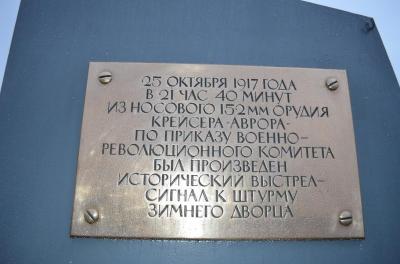 25 ОКТЯБРЯ 1917 ГОДА
В 21 ЧАС 40 МИНУТ
ИЗ НОСОВОГО 152ММ ОРУДИЯ
КРЕЙСЕРА «АВРОРА»
ПО ПРИКАЗУ ВОЕННО-
РЕВОЛЮЦИОННОГО КОМИТЕТА
БЫЛ ПРОИЗВЕДЕН
ИСТОРИЧЕСКИЙ ВЫСТРЕЛ-
СИГНАЛ К ШТУРМУ
ЗИМНЕГО ДВОРЦА